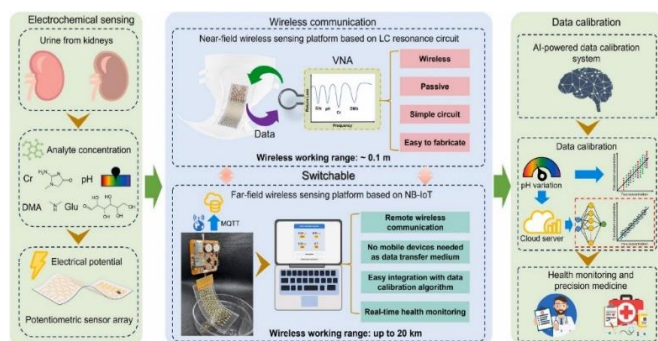 Electrochemical sensing
Urine from kidneys
Analyte concentration
Cr
pH
DMA
Glu
Electrical potential
Potentiometric sensor array
Wireless communication
Near-field wireless sensing platform based on LC resonance circuit
VNA
Data
Frequency
Wireless
Passive
Simple circuit
Easy to fabricate
Wireless working range: ~ 0.1 m
Switchable
Far-field wireless sensing platform based on NB-IoT
MQTT
Remote wireless
communication
No mobile devices needed
as data transfer medium
Easy integration with data
calibration algorithm
Real-time health monitoring
Wireless working range: up to 20 km
Data calibration
AI-powered data calibration
system
Data calibration
pH variation
Cloud server
Health monitoring and
precision medicine